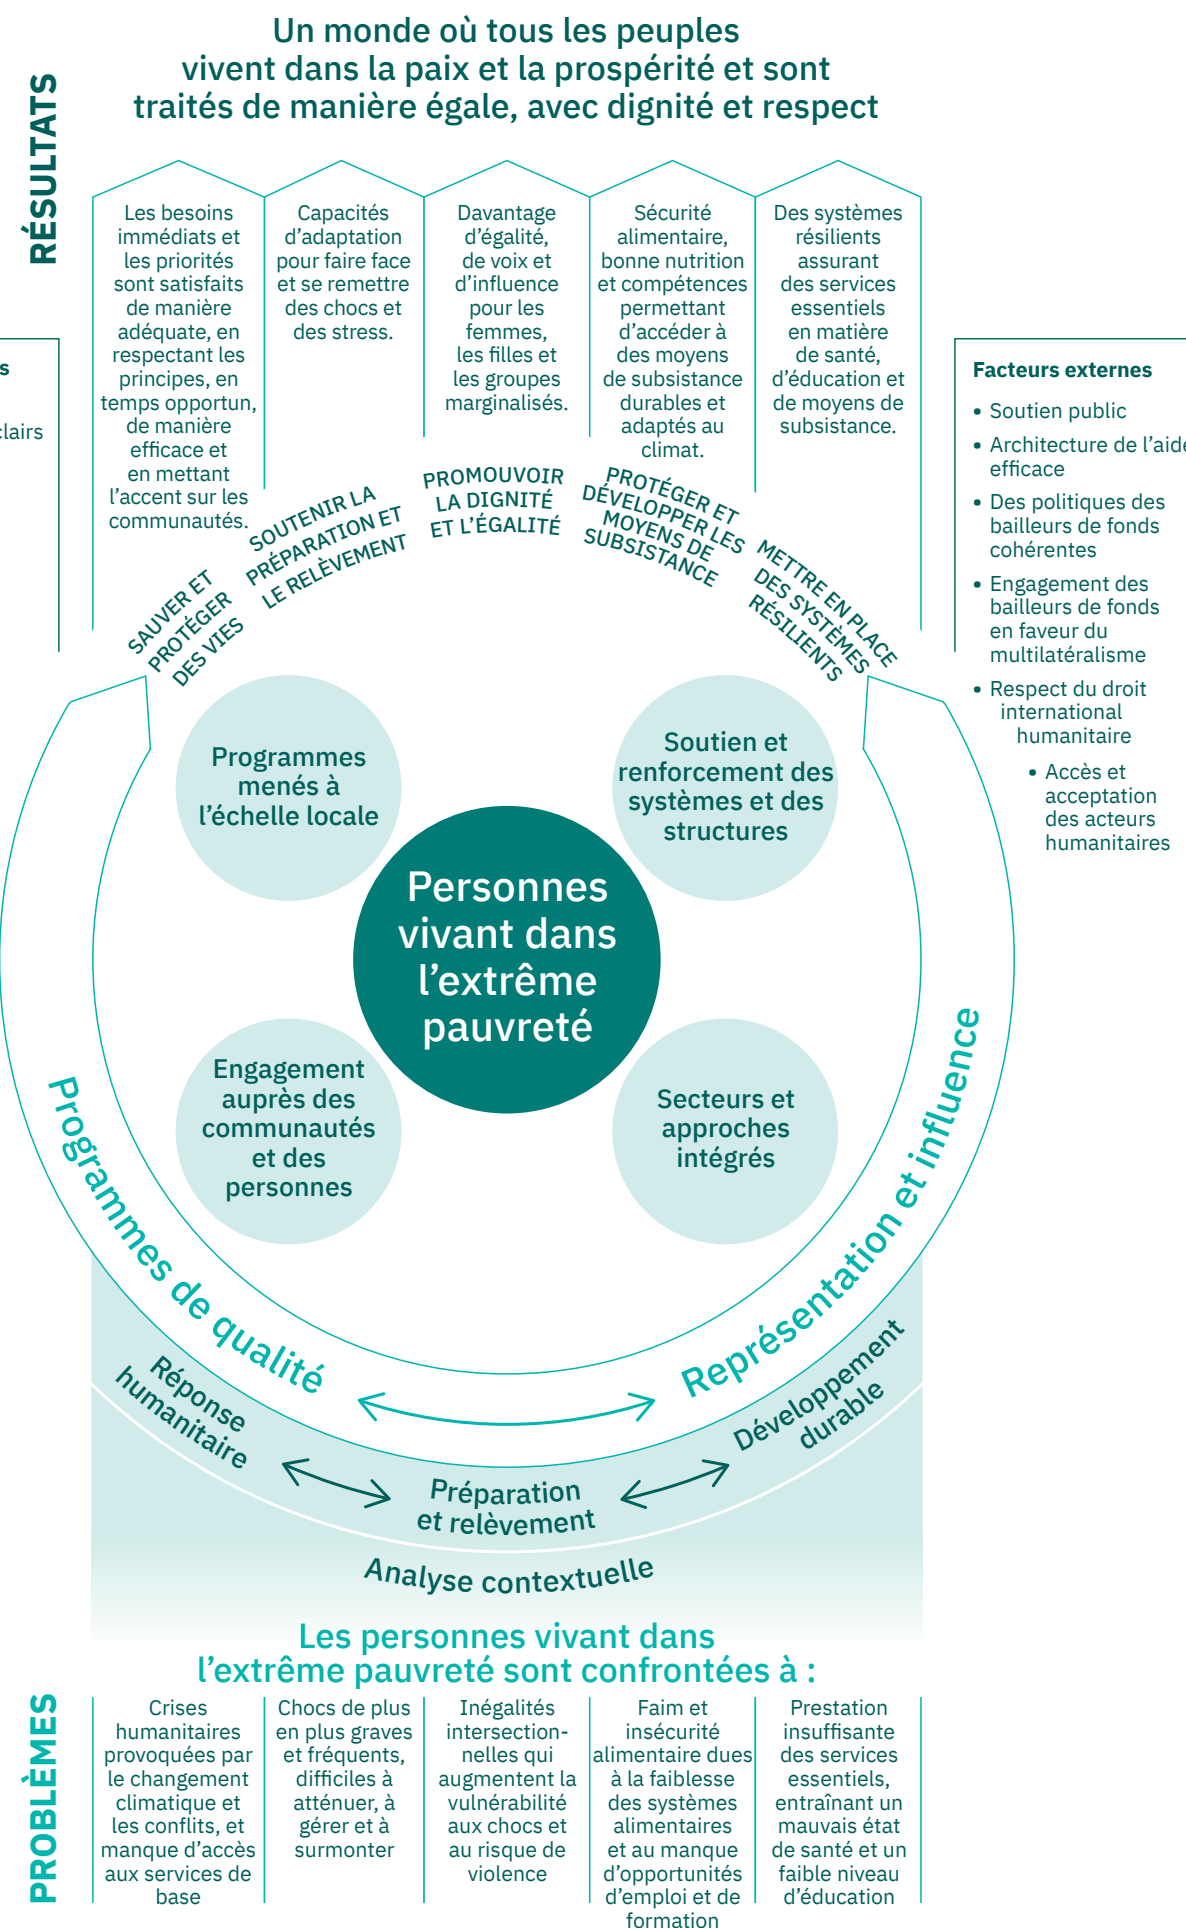 RÉSULTATS
Un monde où tous les peuples
vivent dans la paix et la prospérité et sont
traités de manière égale, avec dignité et respect
Les besoins
immédiats et
les priorités
sont satisfaits
de manière
adéquate, en
respectant les
principes, en
temps opportun,
de manière
efficace et
en mettant
l’accent sur les
communautés.
Capacités
d’adaptation
pour faire face
et se remettre
des chocs et
des stress.
Davantage
d’égalité,
de voix et
d’influence
pour les
femmes,
les filles et
les groupes
marginalisés.
Sécurité
alimentaire,
bonne nutrition
et compétences
permettant
d’accéder à
des moyens
de subsistance
durables et
adaptés au
climat.
Des systèmes
résilients
assurant
des services
essentiels
en matière
de santé,
d’éducation et
de moyens de
subsistance.
Facteurs externes
• Soutien public
• Architecture de l’aide
efficace
• Des politiques des
bailleurs de fonds
cohérentes
• Engagement des
bailleurs de fonds
en faveur du
multilatéralisme
• Respect du droit
international
humanitaire
• Accès et
acceptation
des acteurs
humanitaires
SAUVER ET
PROTÉGER
DES VIES
SOUTENIR LA
PRÉPARATION ET
LE RELÈVEMENT
PROMOUVOIR
LA DIGNITÉ
ET L’ÉGALITÉ
PROTÉGER ET
DÉVELOPPER LES
MOYENS DE
SUBSISTANCE
METTRE EN PLACE
DES SYSTÈMES
RÉSILIENTS
Programmes
menés à
l’échelle locale
Soutien et
renforcement des
systèmes et des
structures
Personnes
vivant dans
l’extrême
pauvreté
Engagement
auprès des
communautés
et des
personnes
Secteurs et
approches
intégrés
Programmes de qualité
Représentation et influence
Réponse
humanitaire
Préparation
et relèvement
Développement
durable
Analyse contextuelle
Les personnes vivant dans
l’extrême pauvreté sont confrontées à :
PROBLÈMES
Crises
humanitaires
provoquées par
le changement
climatique et
les conflits, et
manque d’accès
aux services de
base
Chocs de plus
en plus graves
et fréquents,
difficiles à
atténuer, à
gérer et à
surmonter
Inégalités
intersection-
nelles qui
augmentent la
vulnérabilité
aux chocs et
au risque de
violence
Faim et
insécurité
alimentaire dues
à la faiblesse
des systèmes
alimentaires
et au manque
d’opportunités
d’emploi et de
formation
Prestation
insuffisante
des services
essentiels,
entraînant un
mauvais état
de santé et un
faible niveau
d’éducation